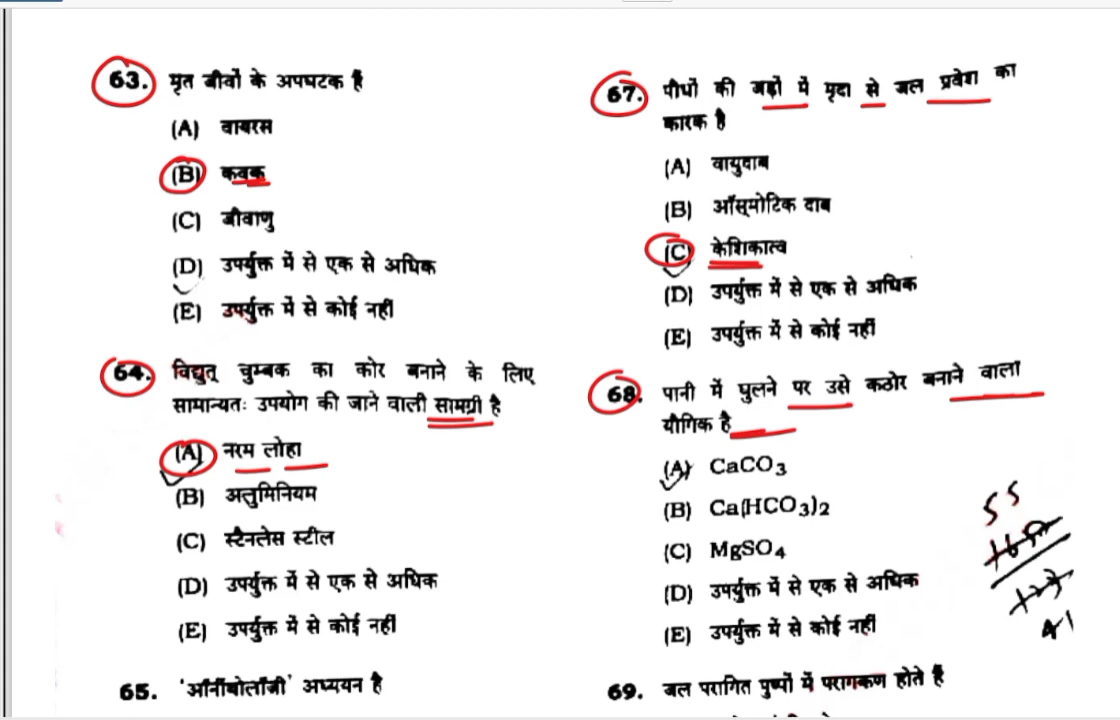 63. मृत जीवों के अपघटक हैं
(A) वायरस
(B) कवक
(C) जीवाणु
(D) उपर्युक्त में से एक से अधिक
(E) उपर्युक्त में से कोई नहीं
64. विद्युत् चुम्बक का कोर बनाने के लिए
सामान्यतः उपयोग की जाने वाली सामग्री है
(A) नरम लोहा
(B) अलुमिनियम
(C) स्टैनलेस स्टील
(D) उपर्युक्त में से एक से अधिक
(E) उपर्युक्त में से कोई नहीं
65. 'ऑर्नीथोलॉजी' अध्ययन है
67. पौधों की जड़ों में मृदा से जल प्रवेश का
कारक है
(A) वायुदाब
(B) ऑस्मोटिक दाब
(C) केशिकात्व
(D) उपर्युक्त में से एक से अधिक
(E) उपर्युक्त में से कोई नहीं
68. पानी में घुलने पर उसे कठोर बनाने वाला
यौगिक है
(A) CaCO₃
(B) Ca(HCO₃)₂
(C) MgSO₄
(D) उपर्युक्त में से एक से अधिक
(E) उपर्युक्त में से कोई नहीं
55
41
69. जल परागित पुष्पों में परागकण होते हैं